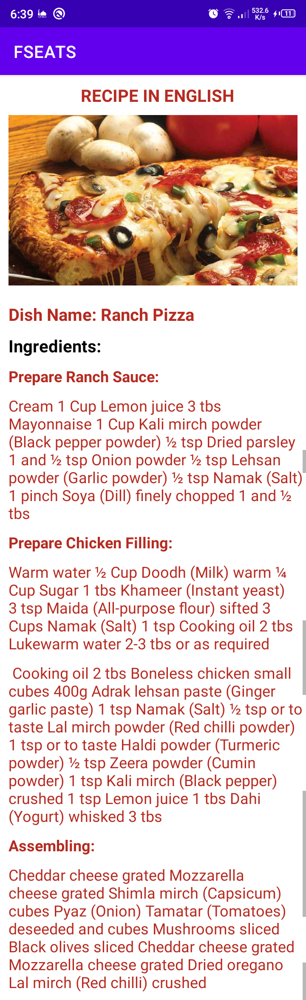 6:39
532.6
K/s
11
FSEATS
RECIPE IN ENGLISH
Dish Name: Ranch Pizza
Ingredients:
Prepare Ranch Sauce:
Cream 1 Cup Lemon juice 3 tbs
Mayonnaise 1 Cup Kali mirch powder
(Black pepper powder) ½ tsp Dried parsley
1 and ½ tsp Onion powder ½ tsp Lehsan
powder (Garlic powder) ½ tsp Namak (Salt)
1 pinch Soya (Dill) finely chopped 1 and ½
tbs
Prepare Chicken Filling:
Warm water ½ Cup Doodh (Milk) warm ¼
Cup Sugar 1 tbs Khameer (Instant yeast)
3 tsp Maida (All-purpose flour) sifted 3
Cups Namak (Salt) 1 tsp Cooking oil 2 tbs
Lukewarm water 2-3 tbs or as required
Cooking oil 2 tbs Boneless chicken small
cubes 400g Adrak lehsan paste (Ginger
garlic paste) 1 tsp Namak (Salt) ½ tsp or to
taste Lal mirch powder (Red chilli powder)
1 tsp or to taste Haldi powder (Turmeric
powder) ½ tsp Zeera powder (Cumin
powder) 1 tsp Kali mirch (Black pepper)
crushed 1 tsp Lemon juice 1 tbs Dahi
(Yogurt) whisked 3 tbs
Assembling:
Cheddar cheese grated Mozzarella
cheese grated Shimla mirch (Capsicum)
cubes Pyaz (Onion) Tamatar (Tomatoes)
deseeded and cubes Mushrooms sliced
Black olives sliced Cheddar cheese grated
Mozzarella cheese grated Dried oregano
Lal mirch (Red chilli) crushed